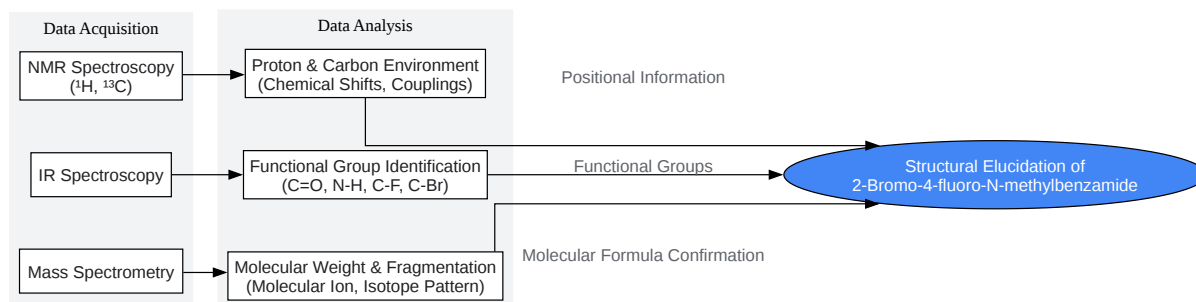 Data Acquisition
Data Analysis
NMR Spectroscopy
(¹H, ¹³C)
Proton & Carbon Environment
(Chemical Shifts, Couplings)
Positional Information
IR Spectroscopy
Functional Group Identification
(C=O, N-H, C-F, C-Br)
Functional Groups
Structural Elucidation of
2-Bromo-4-fluoro-N-methylbenzamide
Mass Spectrometry
Molecular Weight & Fragmentation
(Molecular Ion, Isotope Pattern)
Molecular Formula Confirmation